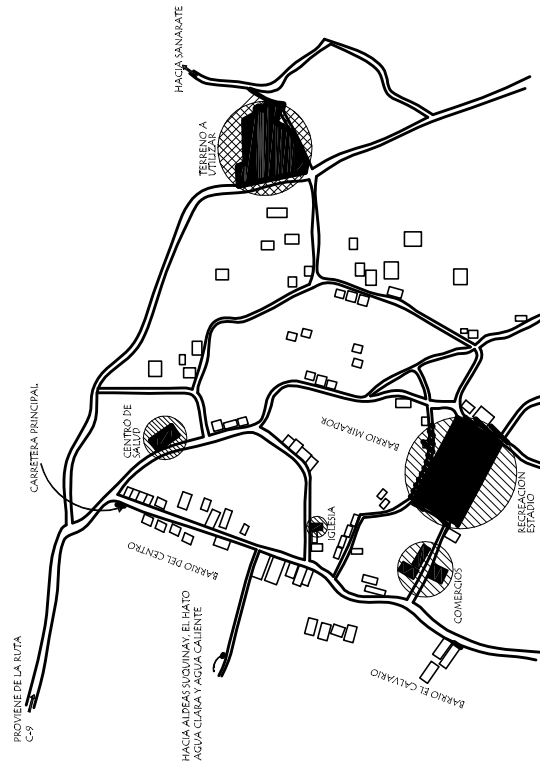 HACIA SANARATE
TERRENO A
UTILIZAR
CARRETERA PRINCIPAL
CENTRO DE
SALUD
BARRIO MIRADOR
RECREACION
ESTADIO
IGLESIA
BARRIO DEL CENTRO
COMERCIOS
BARRIO EL CALVARIO
PROVIENE DE LA RUTA
C-9
HACIA ALDEAS SUQUINAY, EL HATO
AGUA CLARA Y AGUA CALIENTE